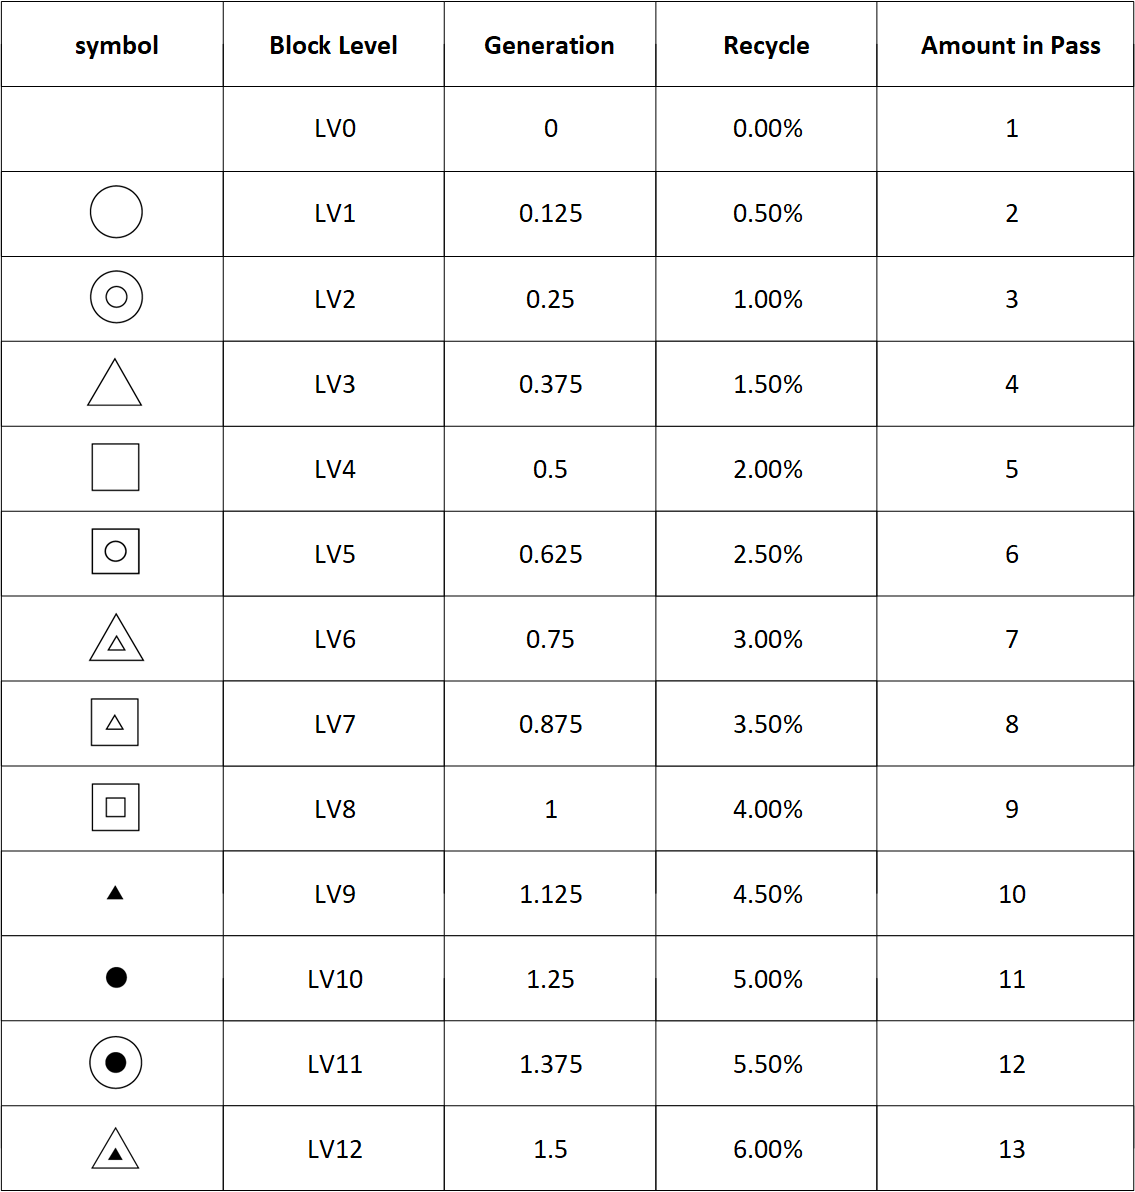 symbol Block Level Generation Recycle Amount in Pass
LV0 0 0.00% 1
LV1 0.125 0.50% 2
LV2 0.25 1.00% 3
LV3 0.375 1.50% 4
LV4 0.5 2.00% 5
LV5 0.625 2.50% 6
LV6 0.75 3.00% 7
LV7 0.875 3.50% 8
LV8 1 4.00% 9
LV9 1.125 4.50% 10
LV10 1.25 5.00% 11
LV11 1.375 5.50% 12
LV12 1.5 6.00% 13